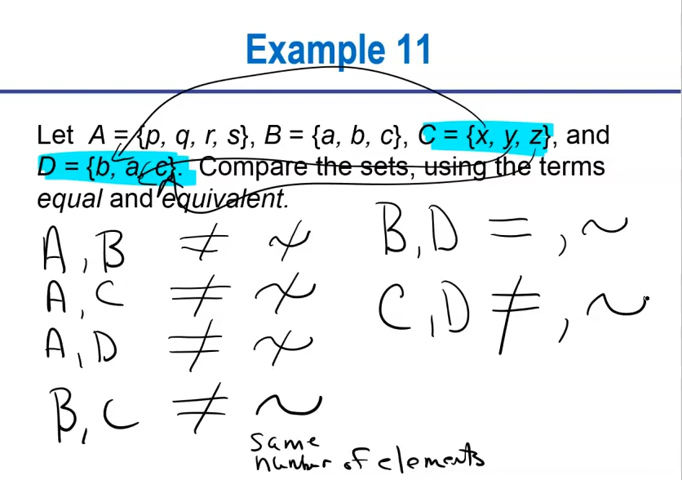 Example 11
Let A = {p, q, r, s}, B = {a, b, c}, C = {x, y, z}, and
D = {b, a, c}. Compare the sets, using the terms
equal and equivalent.
A, B ≠ ≁
A, C ≠ ≁
A, D ≠ ≁
B, C ≠ ~
same
number of elements
B, D = , ~
C, D ≠ , ~